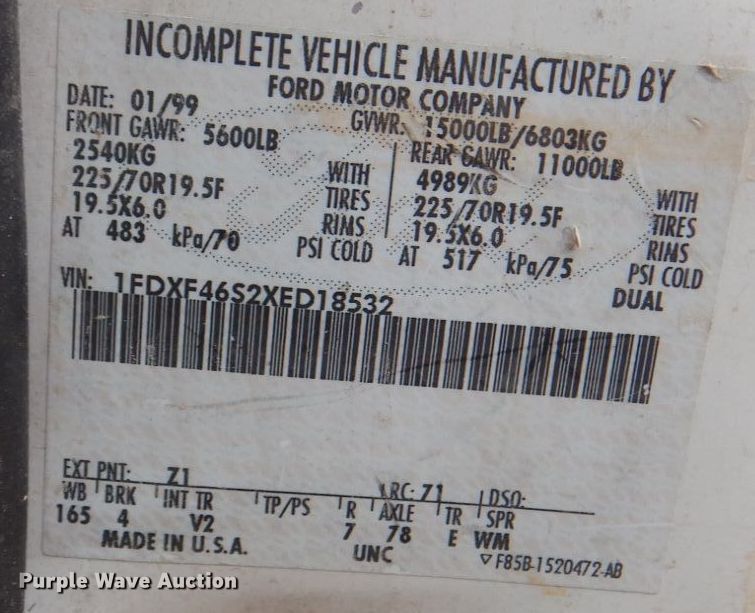 INCOMPLETE VEHICLE MANUFACTURED BY
FORD MOTOR COMPANY
DATE: 01/99 GVWR: 15000LB/6803KG
FRONT GAWR: 5600LB REAR GAWR: 11000LB
2540KG WITH 4989KG WITH
225/70R19.5F TIRES 225/70R19.5F TIRES
19.5X6.0 RIMS 19.5X6.0 RIMS
AT 483 kPa/70 PSI COLD AT 517 kPa/75 PSI COLD
DUAL
VIN: 1FDXF46S2XED18532
EXT PNT: Z1 RC: 71 DSO:
WB BRK INT TR TP/PS R AXLE TR SPR
165 4 V2 7 78 E WM
MADE IN U.S.A. UNC ▽ F85B-1520472-AB
Purple Wave Auction